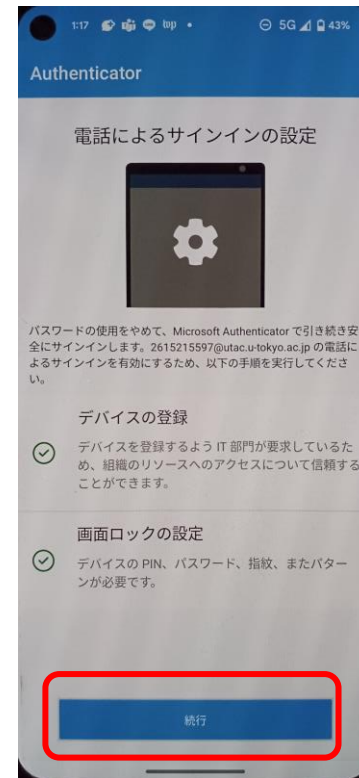 1:17 top • 5G 43%
Authenticator
電話によるサインインの設定
パスワードの使用をやめて、Microsoft Authenticator で引き続き安
全にサインインします。2615215597@utac.u-tokyo.ac.jp の電話に
よるサインインを有効にするため、以下の手順を実行してくださ
い。
デバイスの登録
デバイスを登録するよう IT 部門が要求しているた
め、組織のリソースへのアクセスについて信頼する
ことができます。
画面ロックの設定
デバイスの PIN、パスワード、指紋、またパター
ンが必要です。
続行